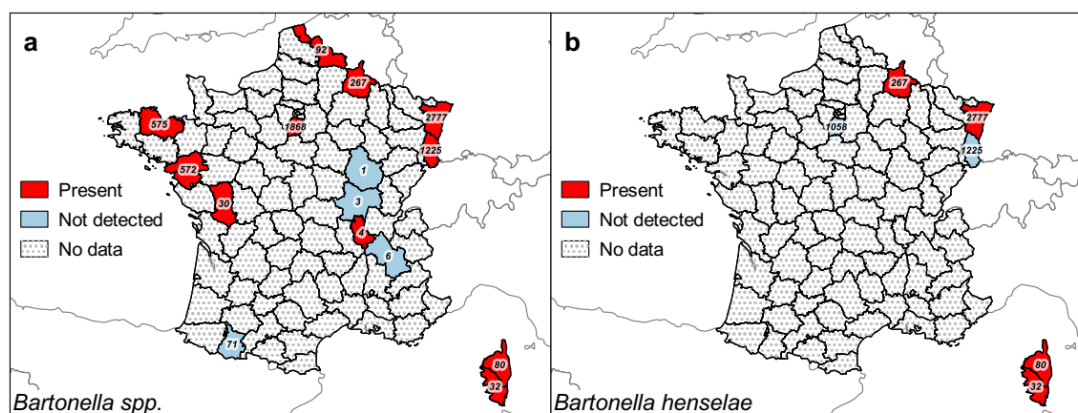 a
92
267
2777
1225
1868
575
572
30
1
3
4
6
71
80
32
Present
Not detected
No data
Bartonella spp.
b
267
2777
1225
1058
80
32
Present
Not detected
No data
Bartonella henselae